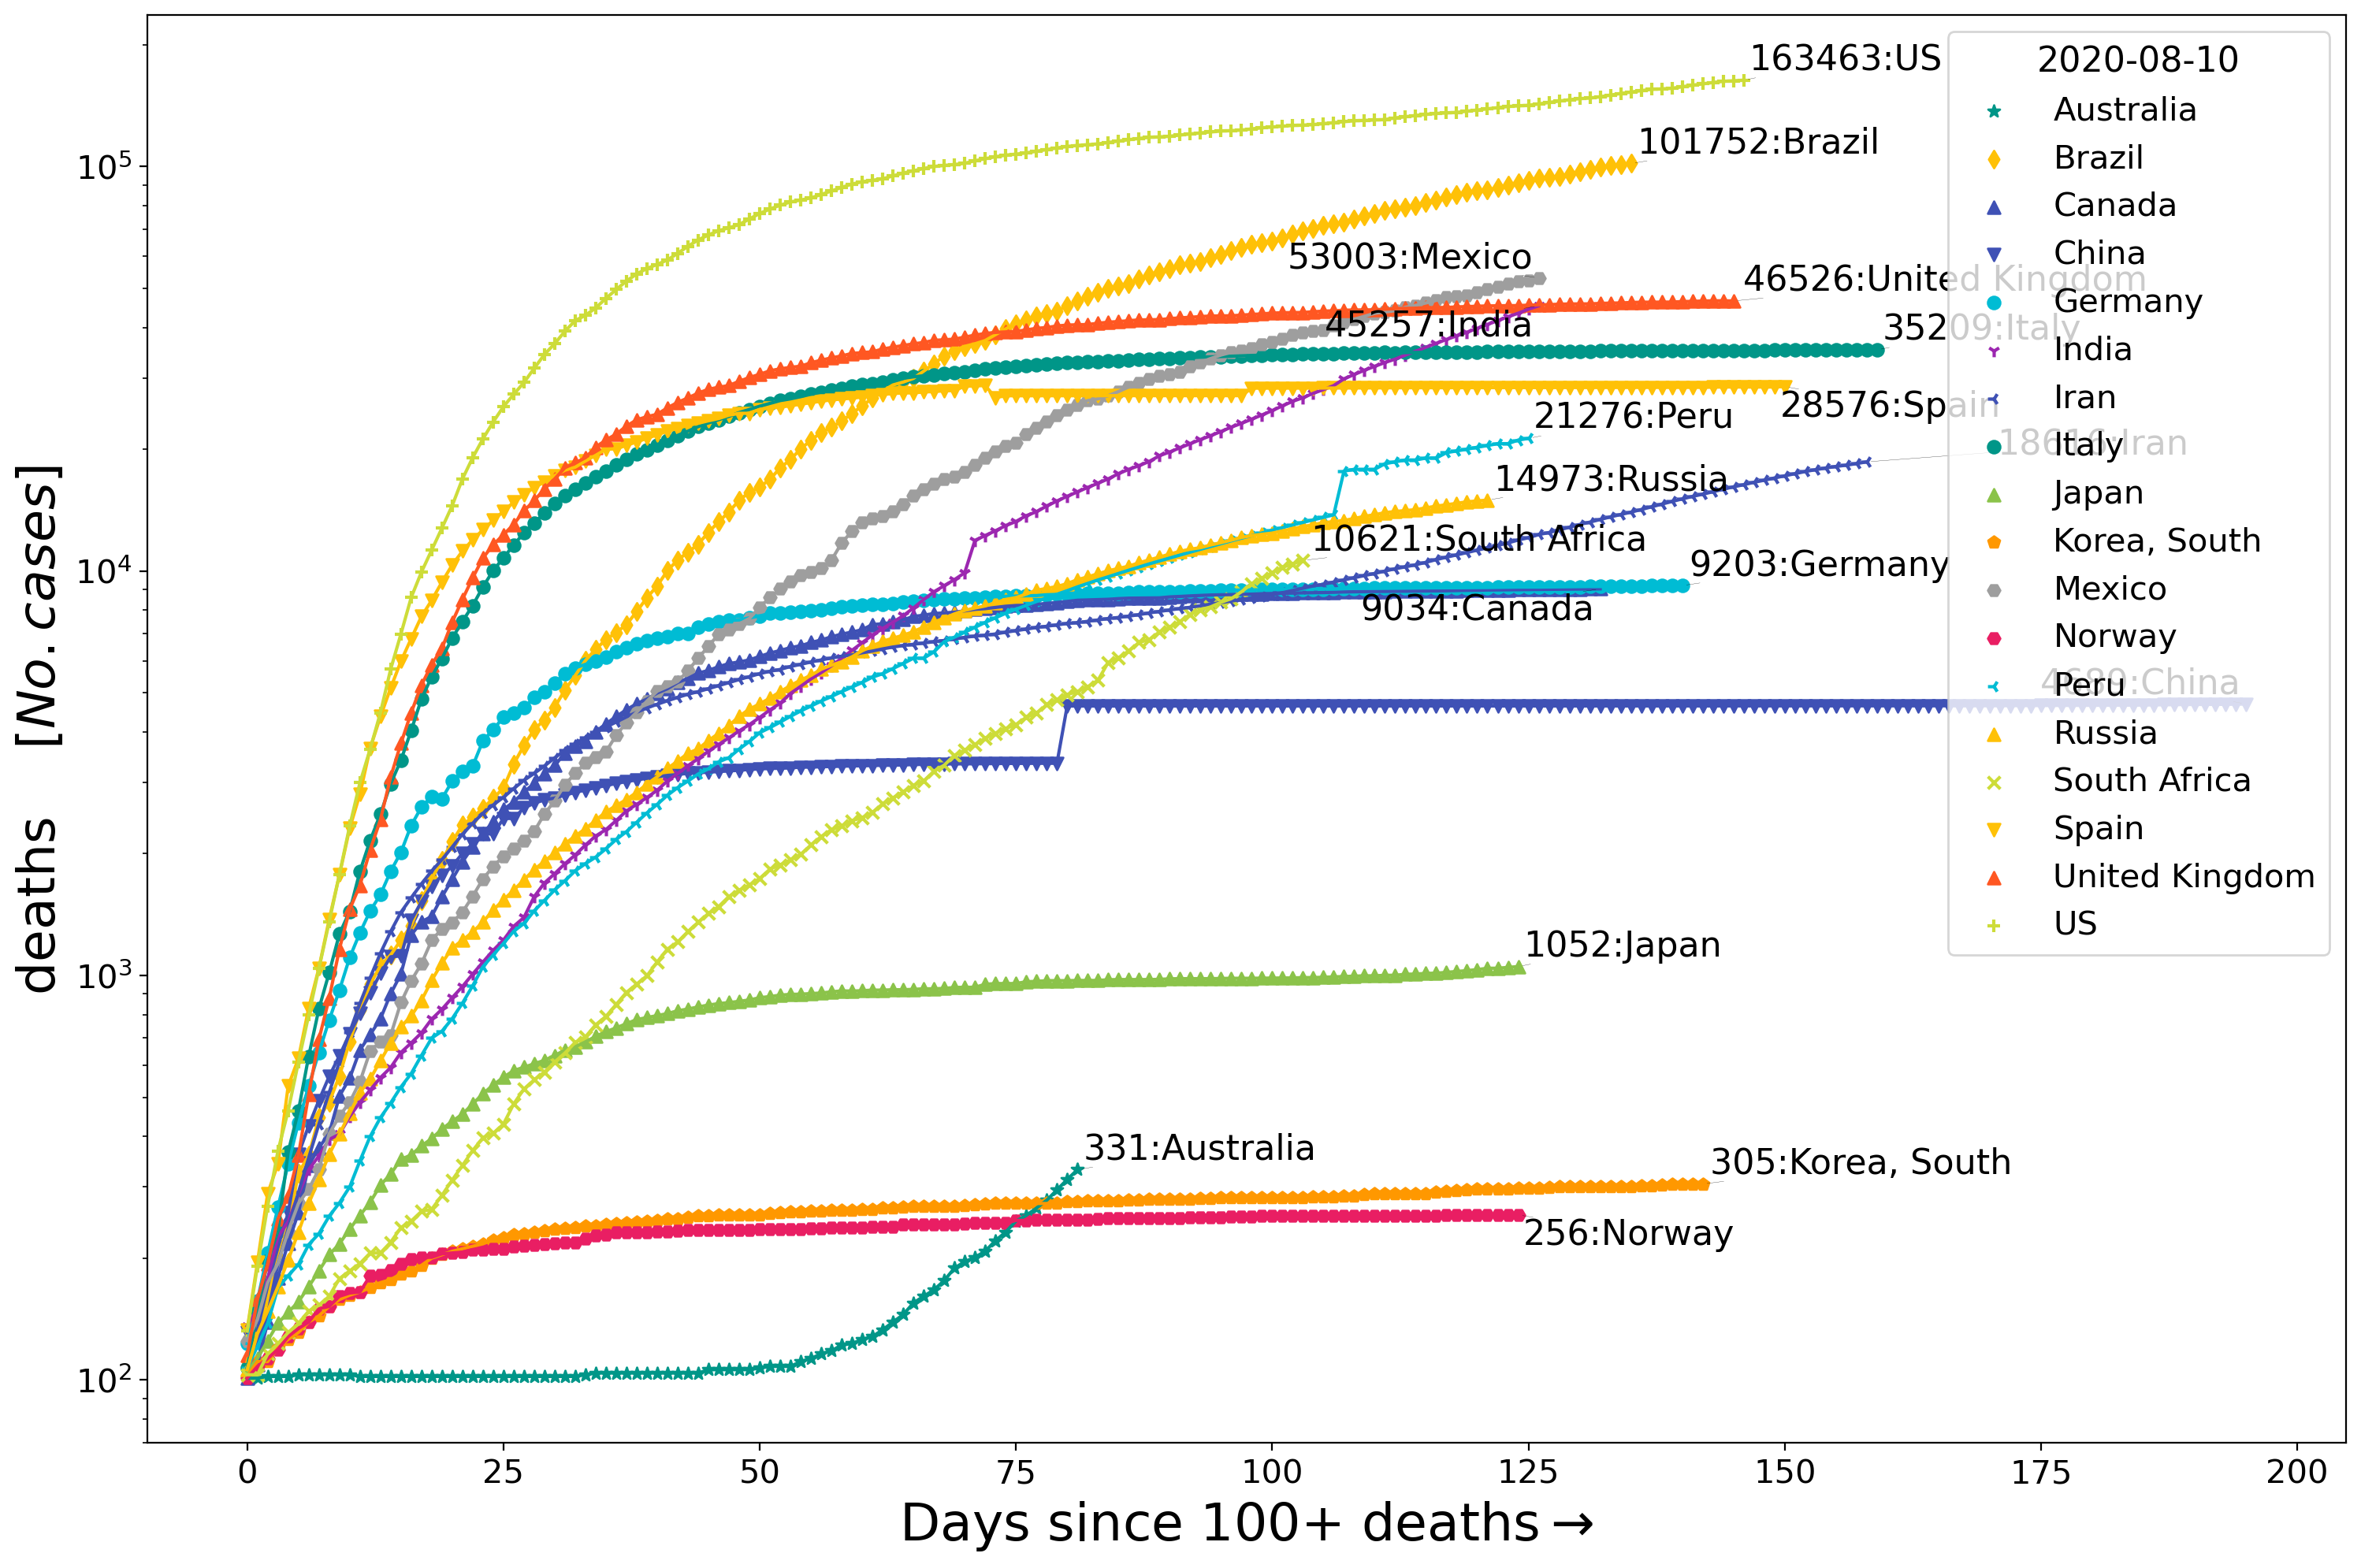 163463:US
101752:Brazil
53003:Mexico
46526:United Kingdom
45257:India
35209:Italy
28576:Spain
21276:Peru
18616:Iran
14973:Russia
10621:South Africa
9203:Germany
9034:Canada
4689:China
1052:Japan
331:Australia
305:Korea, South
256:Norway
2020-08-10
Australia
Brazil
Canada
China
Germany
India
Iran
Italy
Japan
Korea, South
Mexico
Norway
Peru
Russia
South Africa
Spain
United Kingdom
US
deaths [No.cases]
10⁵
10⁴
10³
10²
0 25 50 75 100 125 150 175 200
Days since 100+ deaths→